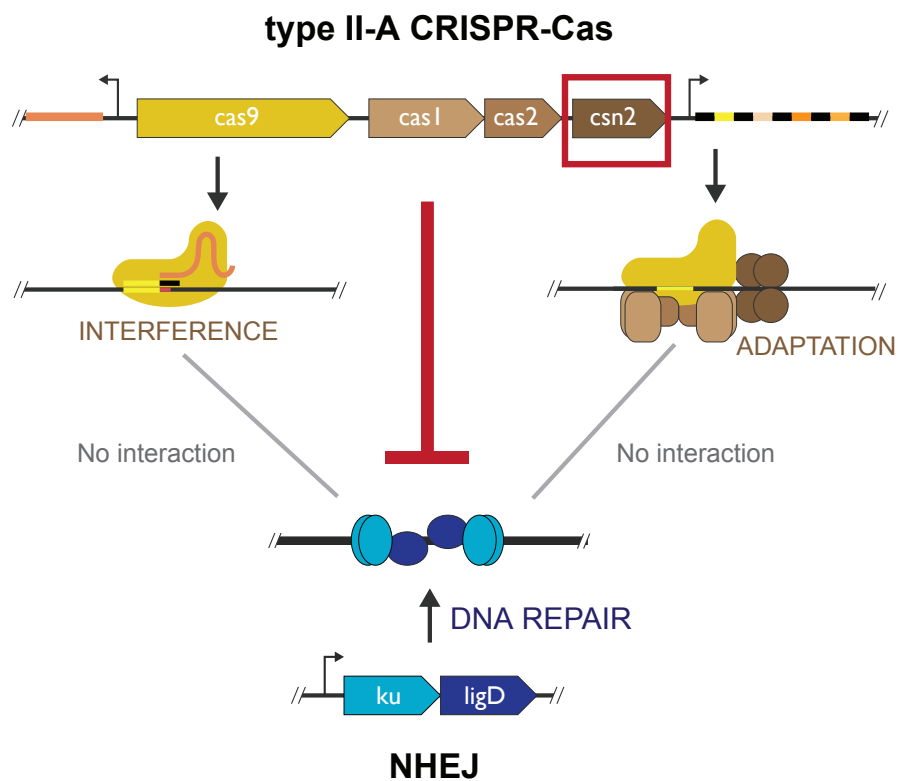 type II-A CRISPR-Cas
cas9
cas1
cas2
csn2
INTERFERENCE
ADAPTATION
No interaction
No interaction
DNA REPAIR
ku
ligD
NHEJ